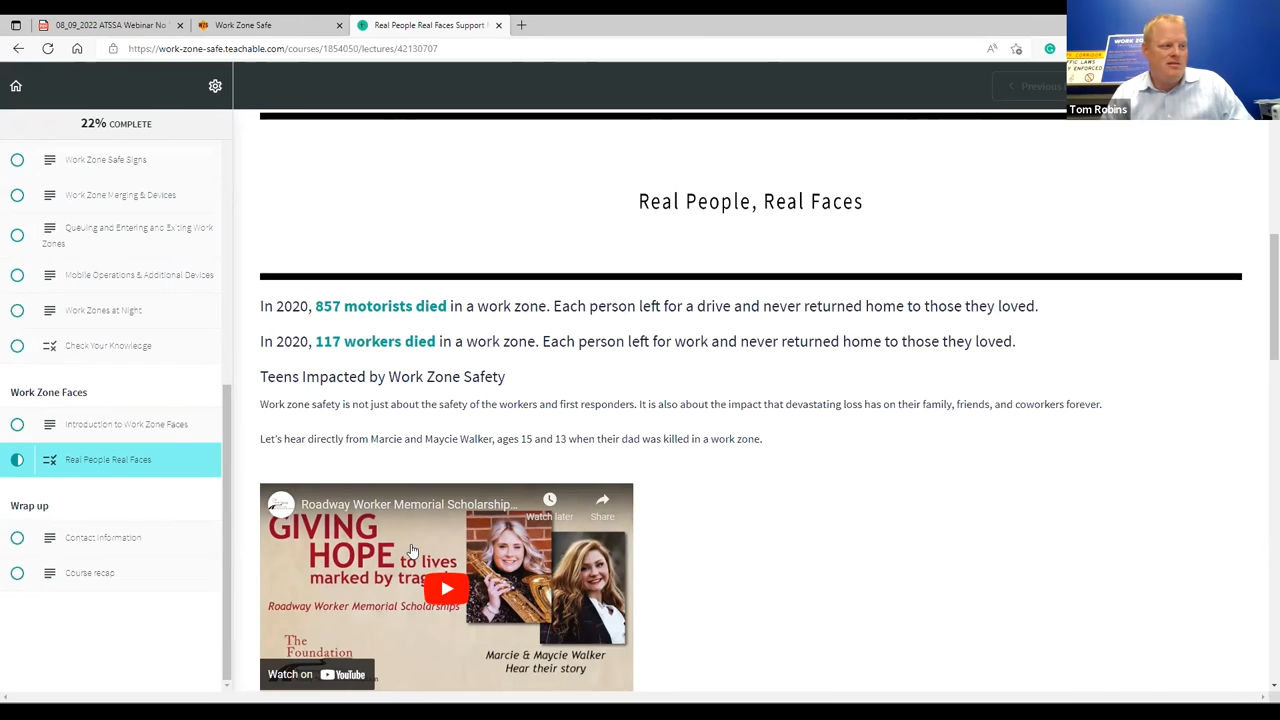 08_09_2022 ATSSA Webinar No
Work Zone Safe
Real People Real Faces Support
https://work-zone-safe.teachable.com/courses/1854050/lectures/42130087
Previous
WORK ZO
Tom Robins
22% COMPLETE
Work Zone Safe Signs
Work Zone Merging & Devices
Queuing and Entering and Exiting Work
Zones
Mobile Operations & Additional Devices
Work Zones at Night
Check Your Knowledge
Work Zone Faces
Introduction to Work Zone Faces
Real People Real Faces
Wrap up
Contact Information
Course recap
Real People, Real Faces
In 2020, 857 motorists died in a work zone. Each person left for a drive and never returned home to those they loved.
In 2020, 117 workers died in a work zone. Each person left for work and never returned home to those they loved.
Teens Impacted by Work Zone Safety
Work zone safety is not just about the safety of the workers and first responders. It is also about the impact that devastating loss has on their family, friends, and coworkers forever.
Let's hear directly from Marcie and Maycie Walker, ages 15 and 13 when their dad was killed in a work zone.
Roadway Worker Memorial Scholarship...
Watch later
Share
GIVING
HOPE to lives
marked by trag
Roadway Worker Memorial Scholarships
The
Foundation
Marcie & Maycie Walker
Hear their story
Watch on YouTube